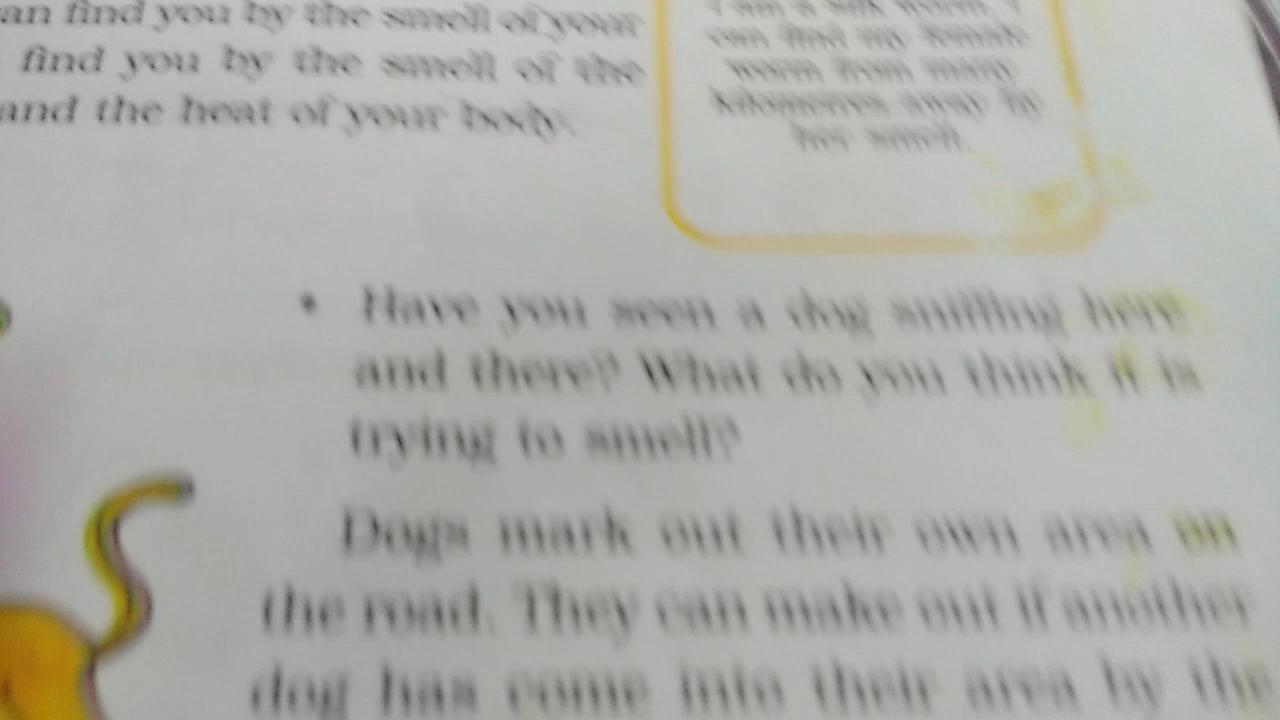 an find you by the smell of your
find you by the smell of the
and the heat of your body.
I am a silk worm. I
can find my female
worm from many
kilometres away by
her smell.
• Have you seen a dog sniffing here
and there? What do you think it is
trying to smell?
Dogs mark out their own area on
the road. They can make out if another
dog has come into their area by the